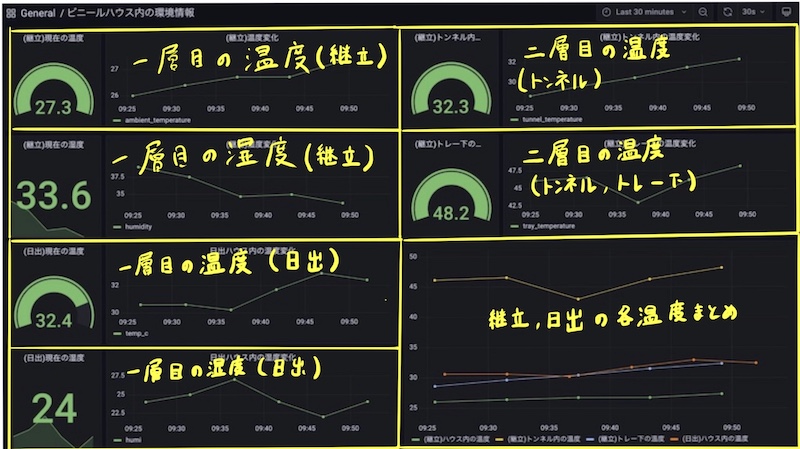 General / ビニールハウス内の環境情報
Last 30 minutes
30s
(継立)現在の温度
温度変化
一層目の温度(継立)
27
26
27.3
09:25 09:30 09:35 09:40 09:45 09:50
ambient_temperature
(継立)トンネル内...
(継立)トンネル内の温度変化
二層目の温度
(トンネル)
32
30
32.3
09:25 09:30 09:35 09:40 09:45 09:50
tunnel_temperature
(継立)現在の湿度
湿度変化
一層目の湿度(継立)
37.5
35
33.6
09:25 09:30 09:35 09:40 09:45 09:50
humidity
(継立)トレー下の...
(継立)トレー下の温度変化
二層目の温度
(トンネル,トレー下)
47.5
45
42.5
48.2
09:25 09:30 09:35 09:40 09:45 09:50
tray_temperature
(日出)現在の温度
日出ハウス内の温度変化
一層目の温度(日出)
32
30
32.4
09:25 09:30 09:35 09:40 09:45 09:50
temp_c
(日出)現在の湿度
日出ハウス内の湿度変化
一層目の湿度(日出)
27.5
25
22.5
24
09:25 09:30 09:35 09:40 09:45 09:50
humi
50
45
40
35
30
25
継立,日出の各温度まとめ
09:25 09:30 09:35 09:40 09:45 09:50
(継立)ハウス内の温度 (継立)トンネル内の温度 (継立)トレー下の温度 (日出)ハウス内の温度